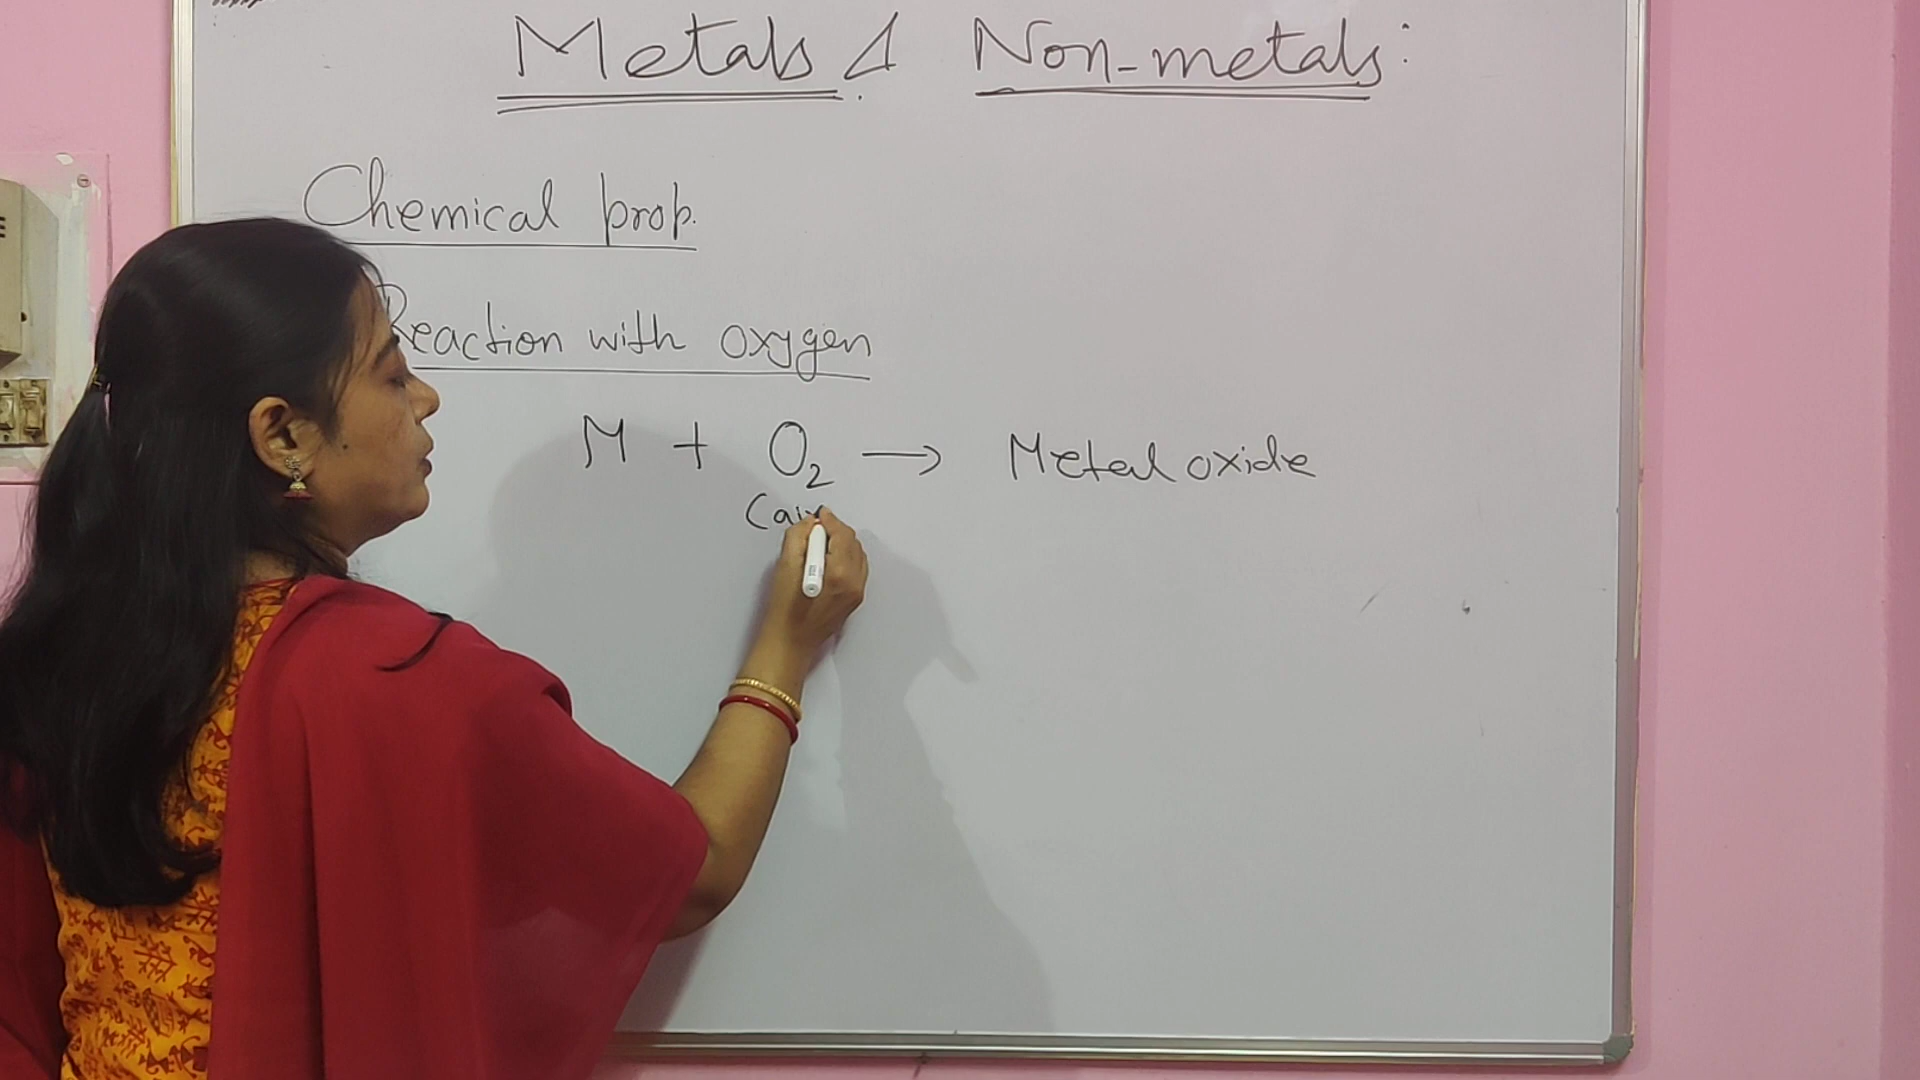 Metals & Non-metals:
Chemical prop.
Reaction with oxygen
M + O₂ → Metal oxide
(air